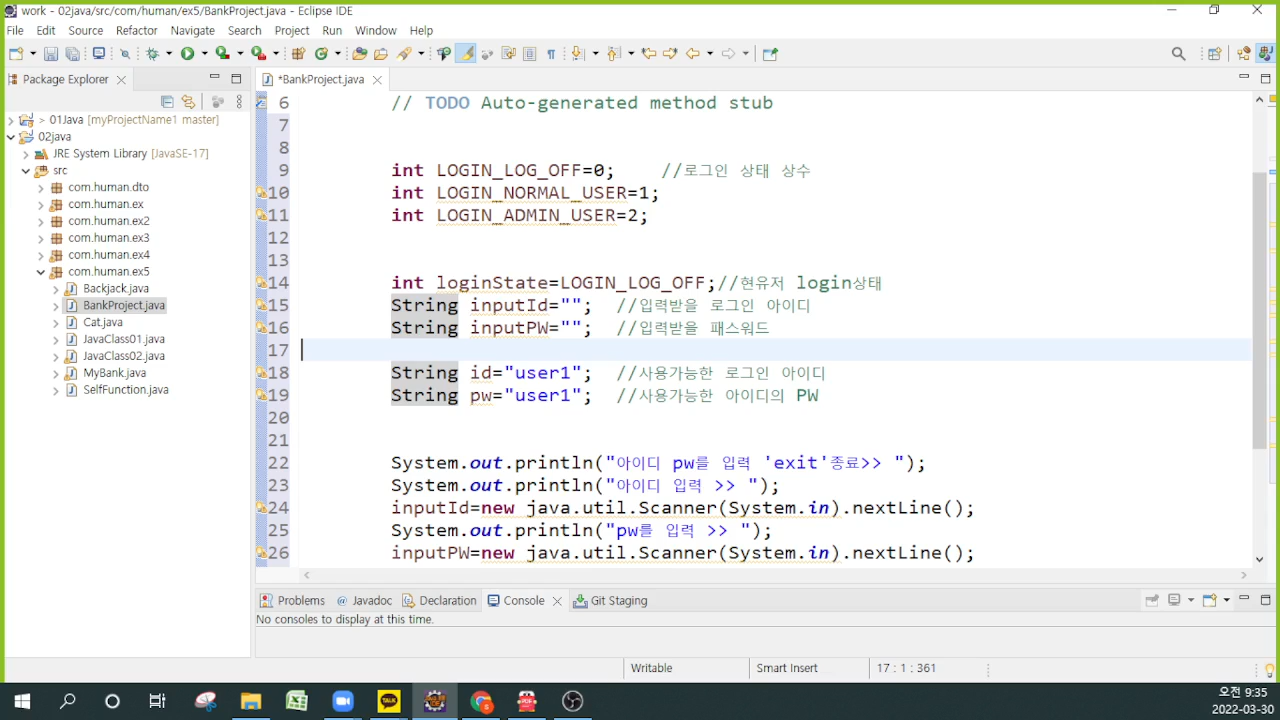 work - 02java/src/com/human/ex5/BankProject.java - Eclipse IDE
File Edit Source Refactor Navigate Search Project Run Window Help
Package Explorer
*BankProject.java
> 01Java [myProjectName1 master]
02java
JRE System Library [JavaSE-17]
src
com.human.dto
com.human.ex
com.human.ex2
com.human.ex3
com.human.ex4
com.human.ex5
Backjack.java
BankProject.java
Cat.java
JavaClass01.java
JavaClass02.java
MyBank.java
SelfFunction.java
6 // TODO Auto-generated method stub
7
8
9 int LOGIN_LOG_OFF=0; //로그인 상태 상수
10 int LOGIN_NORMAL_USER=1;
11 int LOGIN_ADMIN_USER=2;
12
13
14 int loginState=LOGIN_LOG_OFF;//현유저 login상태
15 String inputId=""; //입력받을 로그인 아이디
16 String inputPW=""; //입력받을 패스워드
17
18 String id="user1"; //사용가능한 로그인 아이디
19 String pw="user1"; //사용가능한 아이디의 PW
20
21
22 System.out.println("아이디 pw를 입력 'exit'종료>> ");
23 System.out.println("아이디 입력 >> ");
24 inputId=new java.util.Scanner(System.in).nextLine();
25 System.out.println("pw를 입력 >> ");
26 inputPW=new java.util.Scanner(System.in).nextLine();
Problems Javadoc Declaration Console Git Staging
No consoles to display at this time.
Writable Smart Insert 17 : 1 : 361
TALK
PDF
오전 9:35
2022-03-30